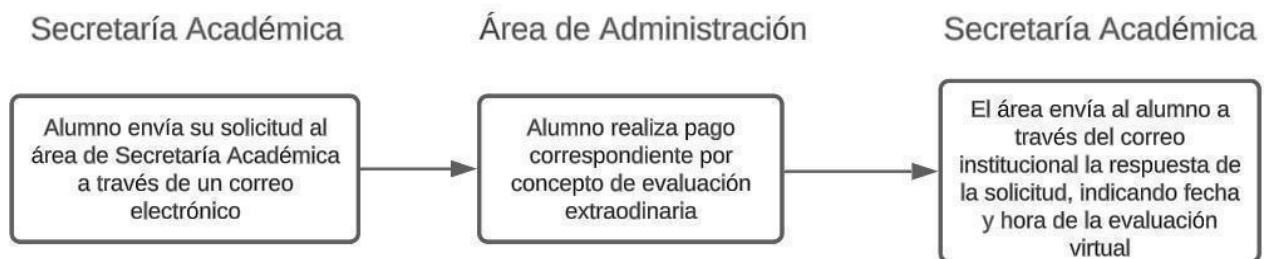 Secretaría Académica
Área de Administración
Secretaría Académica
Alumno envía su solicitud al
área de Secretaría Académica
a través de un correo
electrónico
Alumno realiza pago
correspondiente por
concepto de evaluación
extraodinaria
El área envía al alumno a
través del correo
institucional la respuesta de
la solicitud, indicando fecha
y hora de la evaluación
virtual